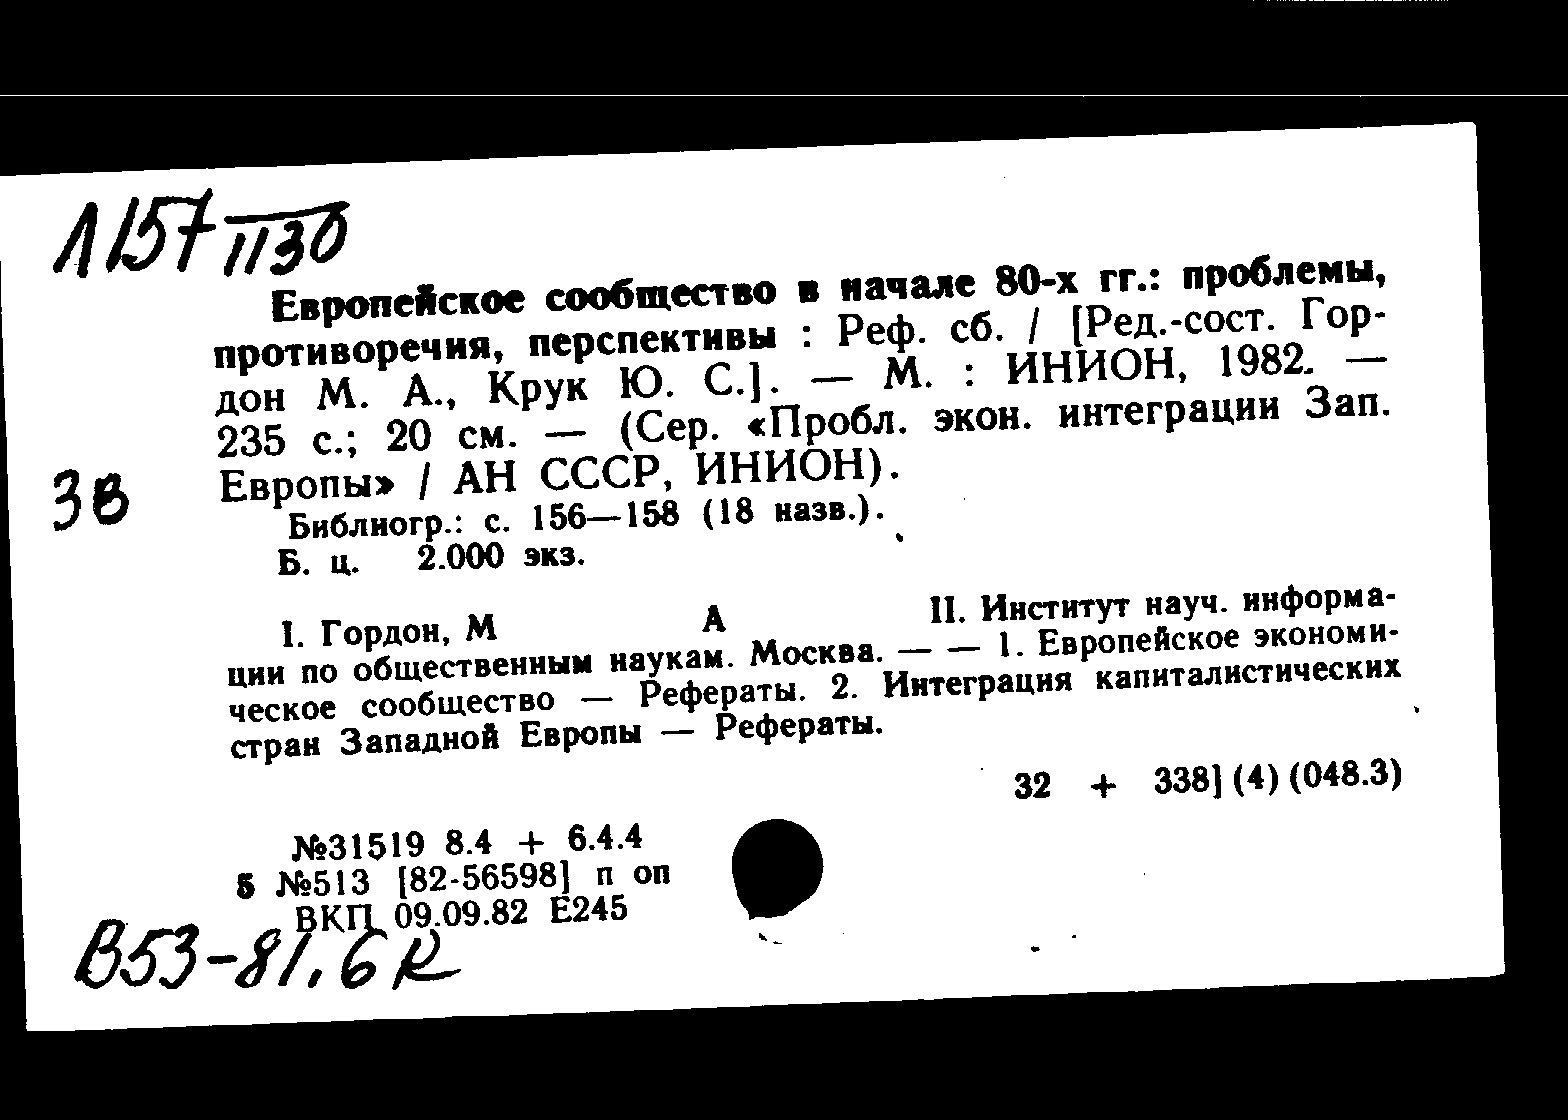 Л157
1130
Европейское сообщество в начале 80-х гг.: проблемы,
противоречия, перспективы : Реф. сб. / [Ред.-сост. Гор-
дон М. А., Крук Ю. С.]. — М. : ИНИОН, 1982. —
235 с.; 20 см. — (Сер. «Пробл. экон. интеграции Зап.
Европы» / АН СССР, ИНИОН).
Зв
Библиогр.: с. 156—158 (18 назв.).
Б. ц. 2.000 экз.
I. Гордон, М А II. Институт науч. информа-
ции по общественным наукам. Москва. — — 1. Европейское экономи-
ческое сообщество — Рефераты. 2. Интеграция капиталистических
стран Западной Европы — Рефераты.
32 + 338] (4) (048.3)
№31519 8.4 + 6.4.4
5 №513 [82-56598] п оп
ВКП 09.09.82 Е245
В53-81.6 R